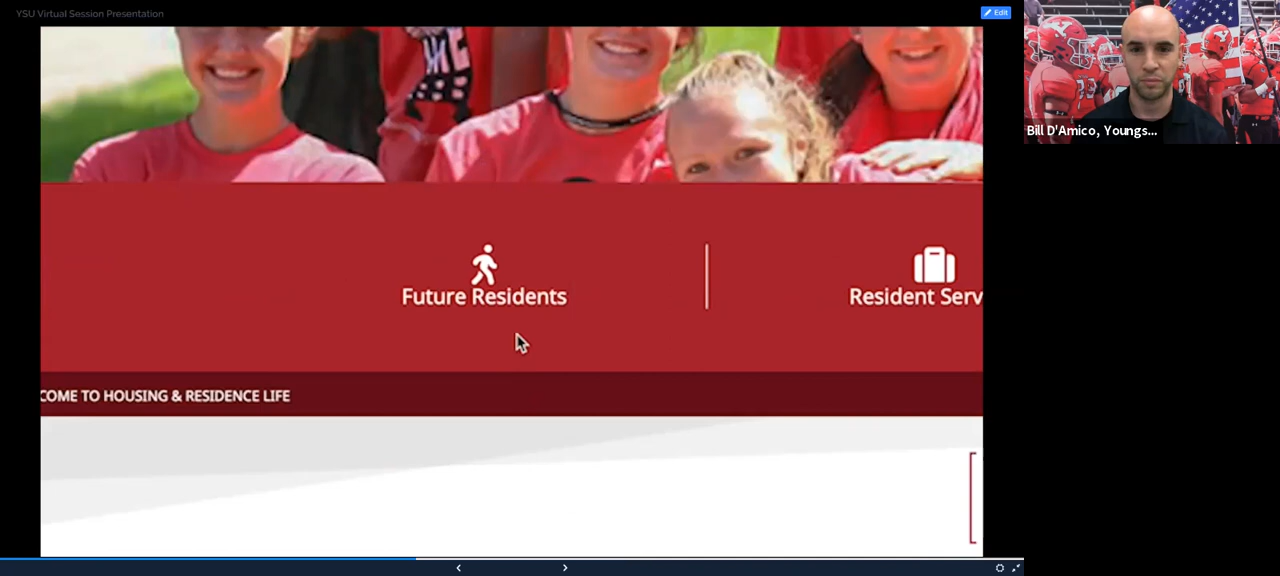 YSU Virtual Session Presentation
Edit
Bill D'Amico, Youngs...
Future Residents
Resident Serv
COME TO HOUSING & RESIDENCE LIFE